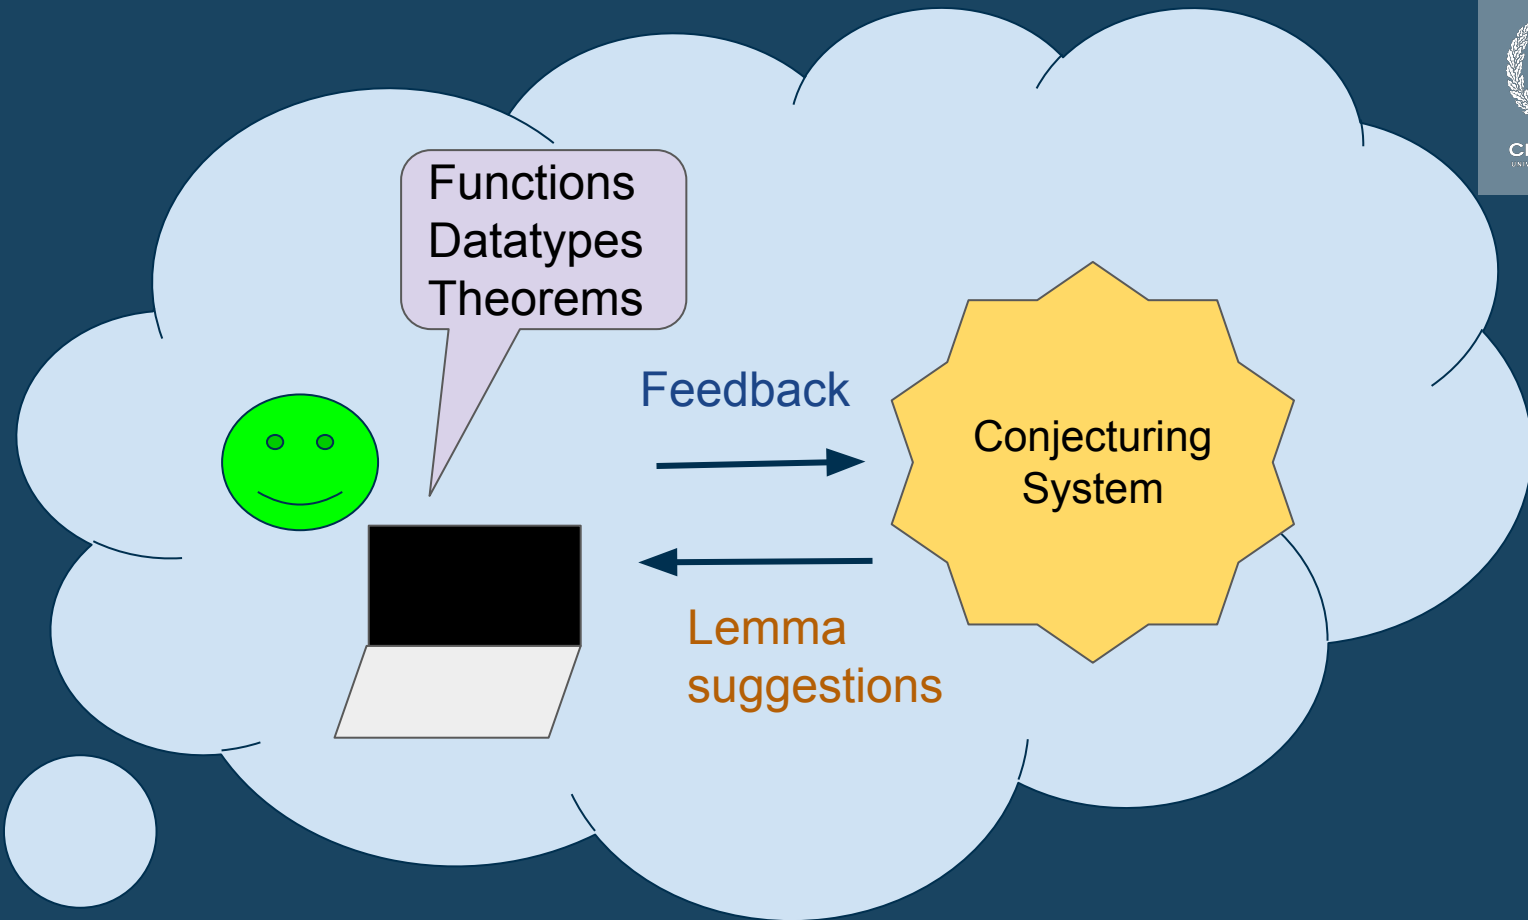 Functions
Datatypes
Theorems
Feedback
Conjecturing
System
Lemma
suggestions